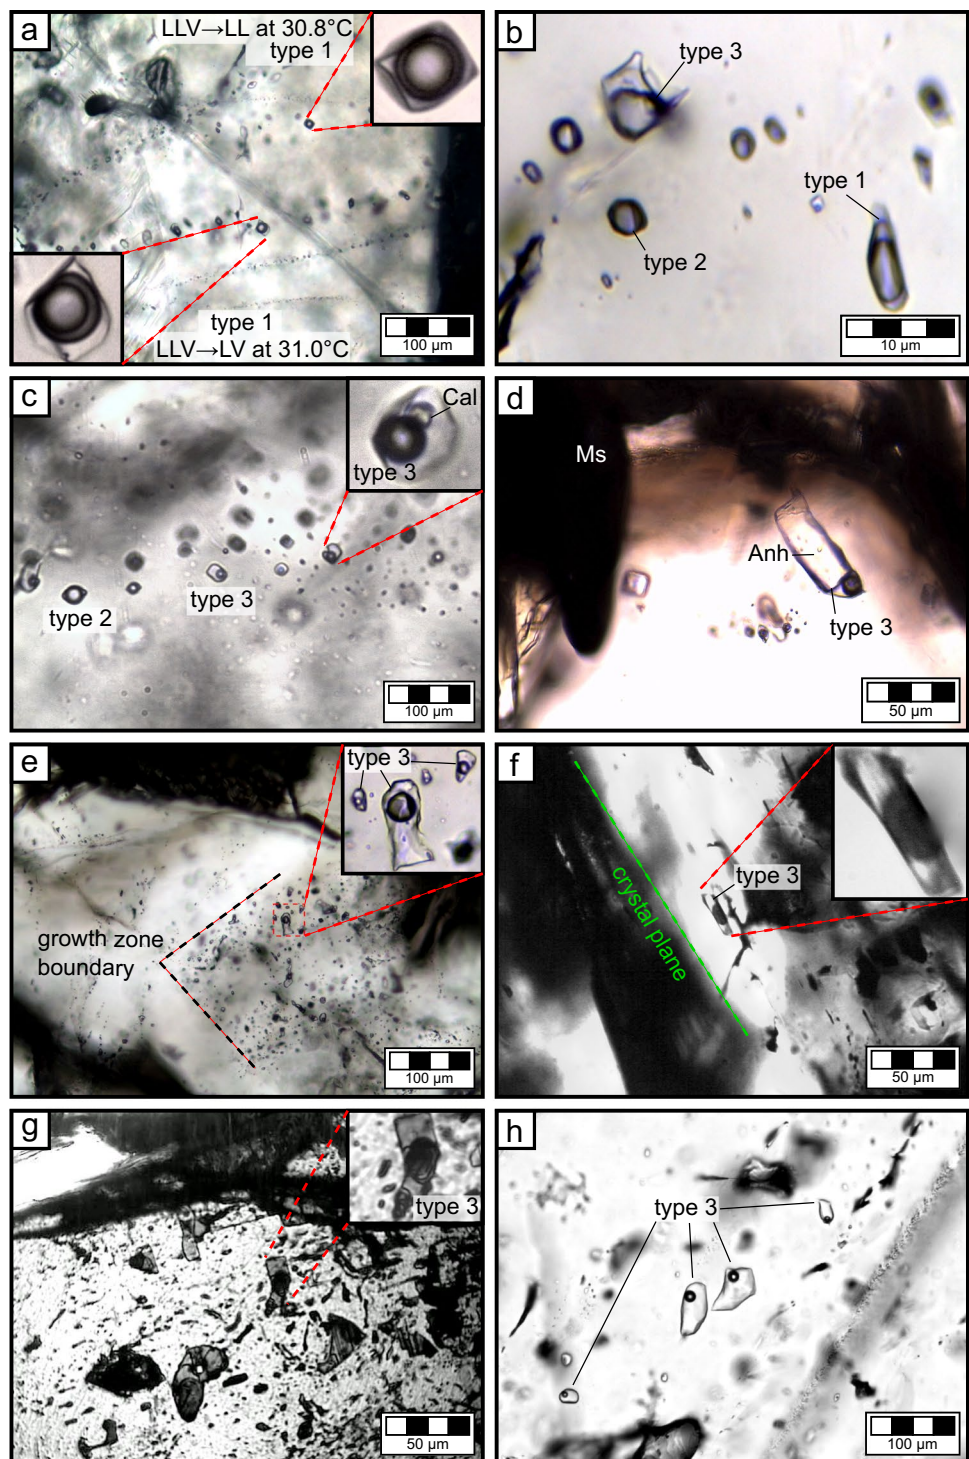 a
LLV→LL at 30.8°C
type 1
type 1
LLV→LV at 31.0°C
100 µm
b
type 3
type 1
type 2
10 µm
c
Cal
type 3
type 2
type 3
100 µm
d
Ms
Anh
type 3
50 µm
e
type 3
growth zone
boundary
100 µm
f
type 3
crystal plane
50 µm
g
type 3
50 µm
h
type 3
100 µm